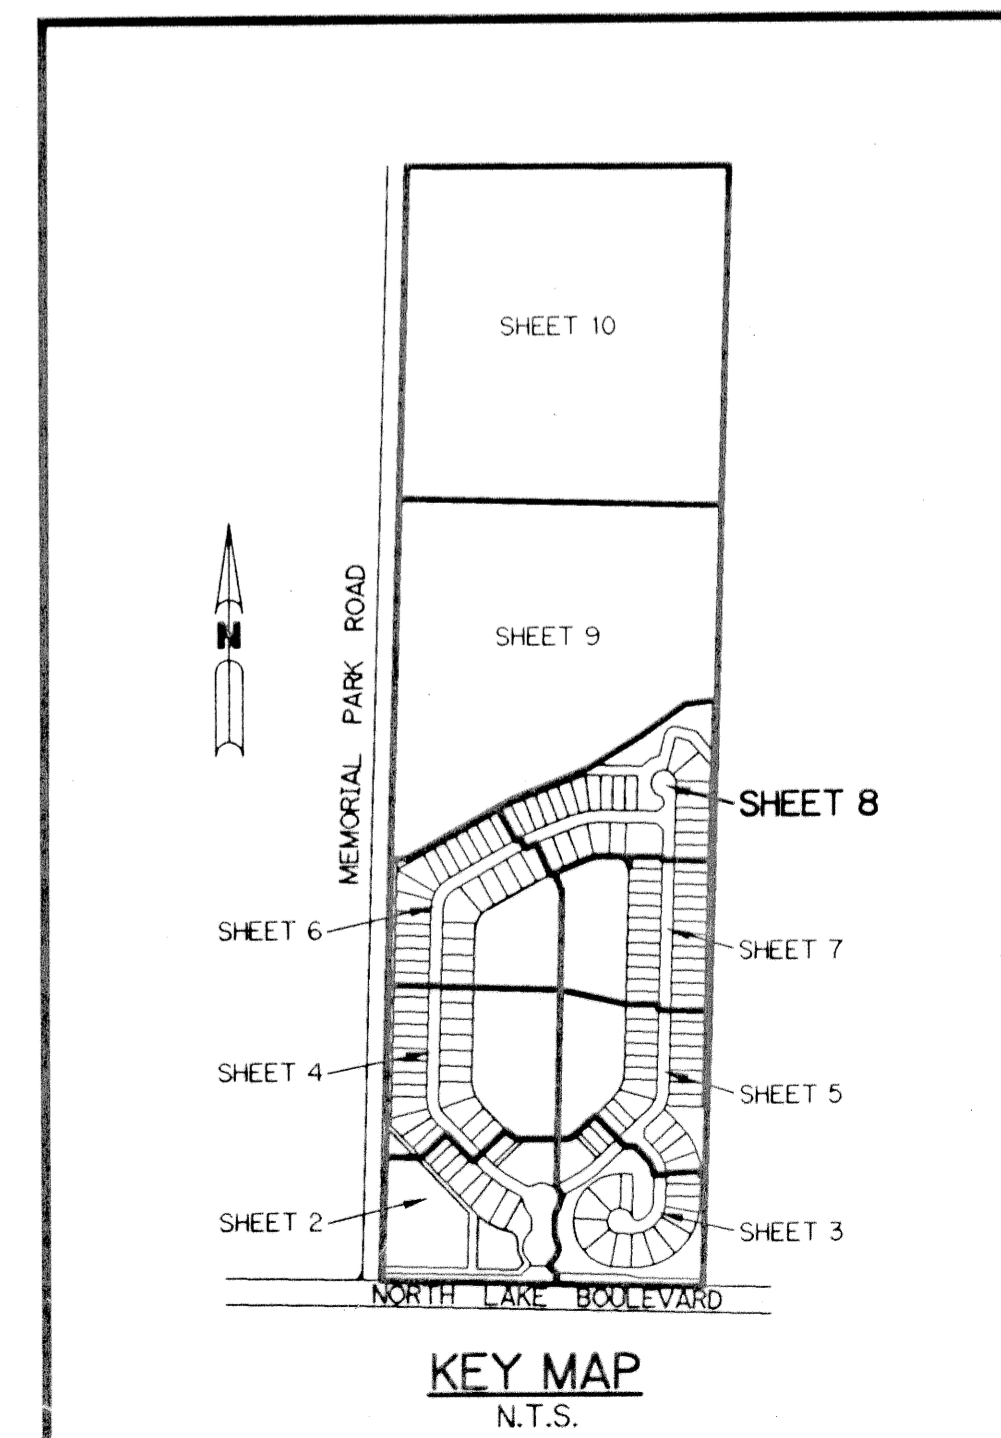 SHEET 10
N
MEMORIAL PARK ROAD
SHEET 9
SHEET 8
SHEET 6
SHEET 7
SHEET 4
SHEET 5
SHEET 2
SHEET 3
NORTH LAKE BOULEVARD
KEY MAP
N.T.S.